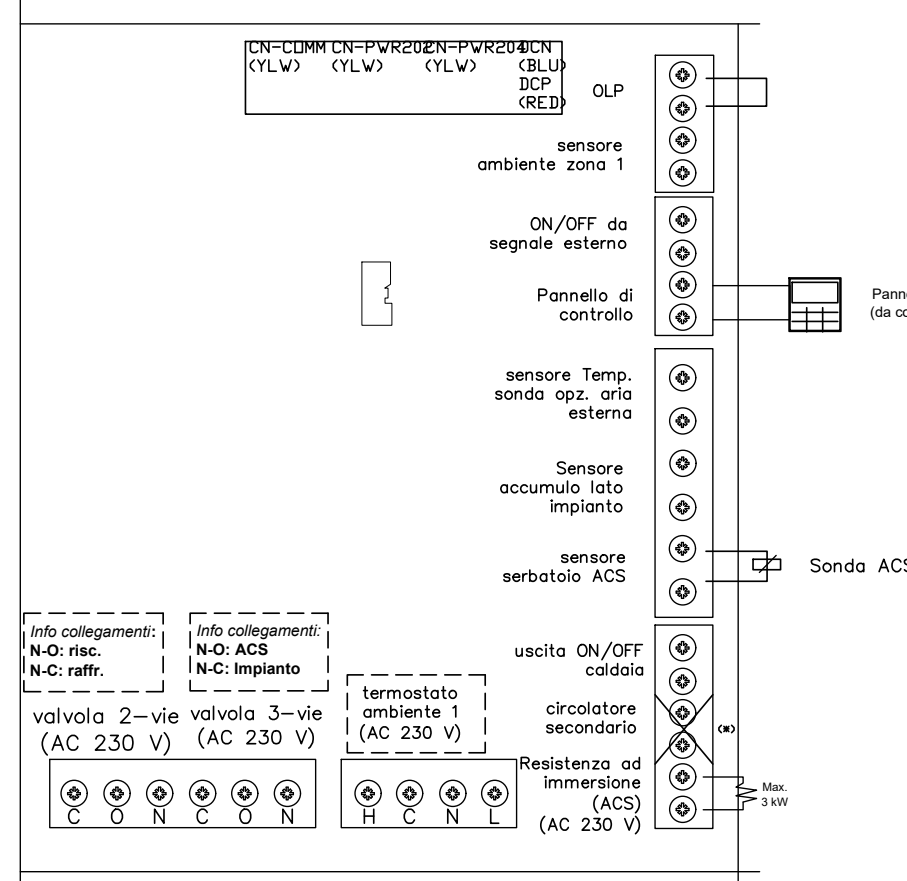 CN-COMM CN-PWR202 CN-PWR204 DCN
(YLW) (YLW) (YLW) (BLU)
DCP
(RED)
OLP
sensore
ambiente zona 1
ON/OFF da
segnale esterno
Pannello di
controllo
Pann
(da co
sensore Temp.
sonda opz. aria
esterna
Sensore
accumulo lato
impianto
sensore
serbatoio ACS
Sonda ACS
Info collegamenti:
N-O: risc.
N-C: raffr.
Info collegamenti:
N-O: ACS
N-C: Impianto
valvola 2-vie
(AC 230 V)
valvola 3-vie
(AC 230 V)
termostato
ambiente 1
(AC 230 V)
uscita ON/OFF
caldaia
circolatore
secondario
(*)
Resistenza ad
immersione
(ACS)
(AC 230 V)
Max.
3 kW
C O N C O N
H C N L